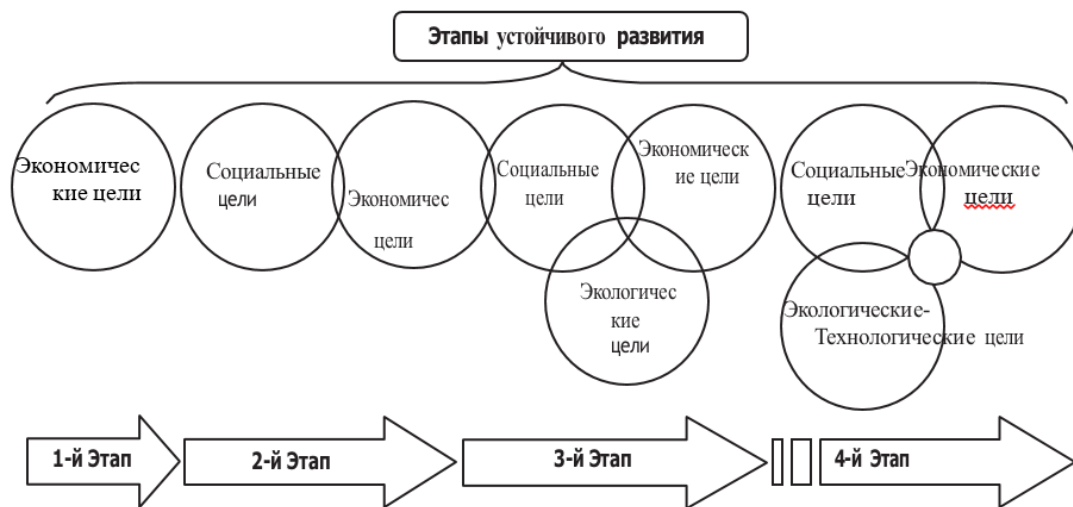 Этапы устойчивого развития
Экономичес
кие цели
Социальные
цели
Экономичес
цели
Социальные
цели
Экономическ
ие цели
Экологичес
кие
цели
Социальные
цели
Экономические
цели
Экологические-
Технологические цели
1-й Этап
2-й Этап
3-й Этап
4-й Этап